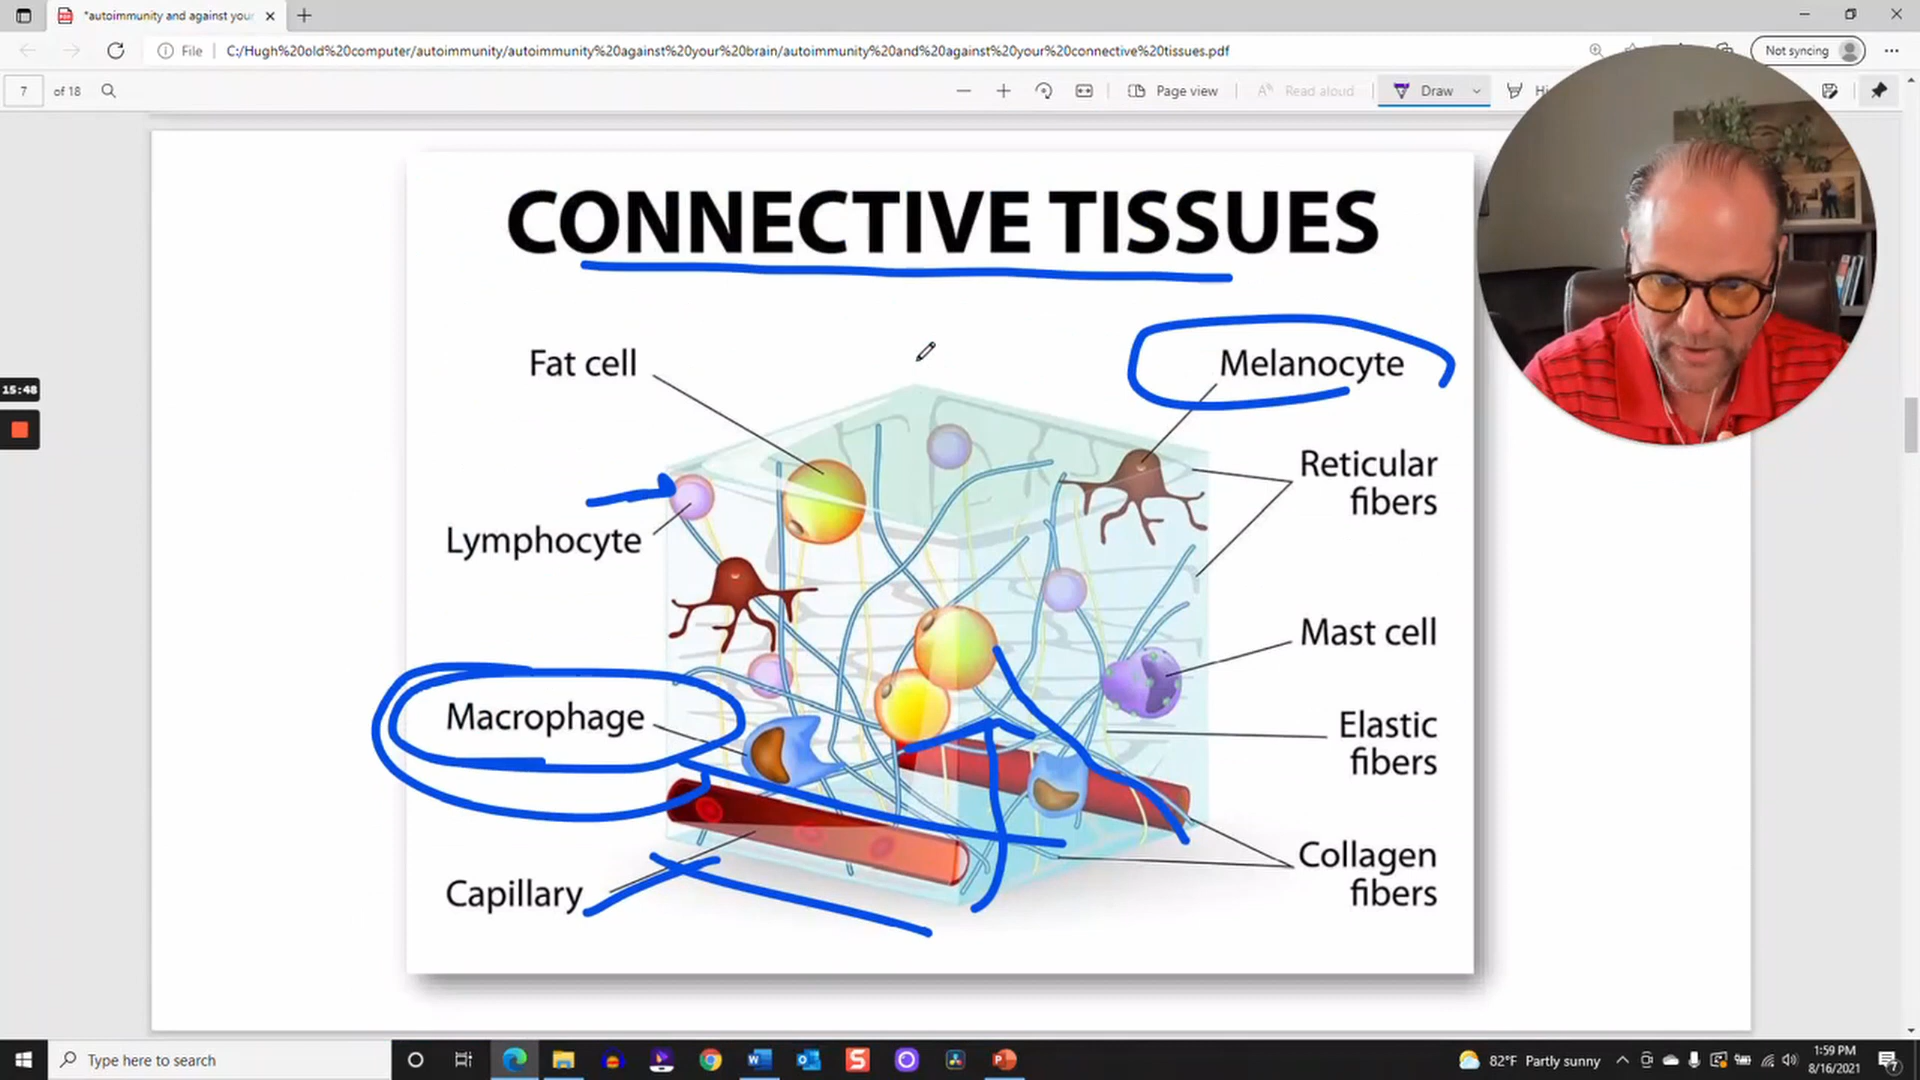 *autoimmunity and against your
File
C:/Hugh%20old%20computer/autoimmunity/autoimmunity%20against%20your%20brain/autoimmunity%20and%20against%20your%20connective%20tissues.pdf
Not syncing
7 of 18
Page view
Read aloud
Draw
CONNECTIVE TISSUES
Fat cell
Melanocyte
15:48
Reticular
fibers
Lymphocyte
Mast cell
Macrophage
Elastic
fibers
Collagen
fibers
Capillary
Type here to search
82°F Partly sunny
1:59 PM
8/16/2021
7